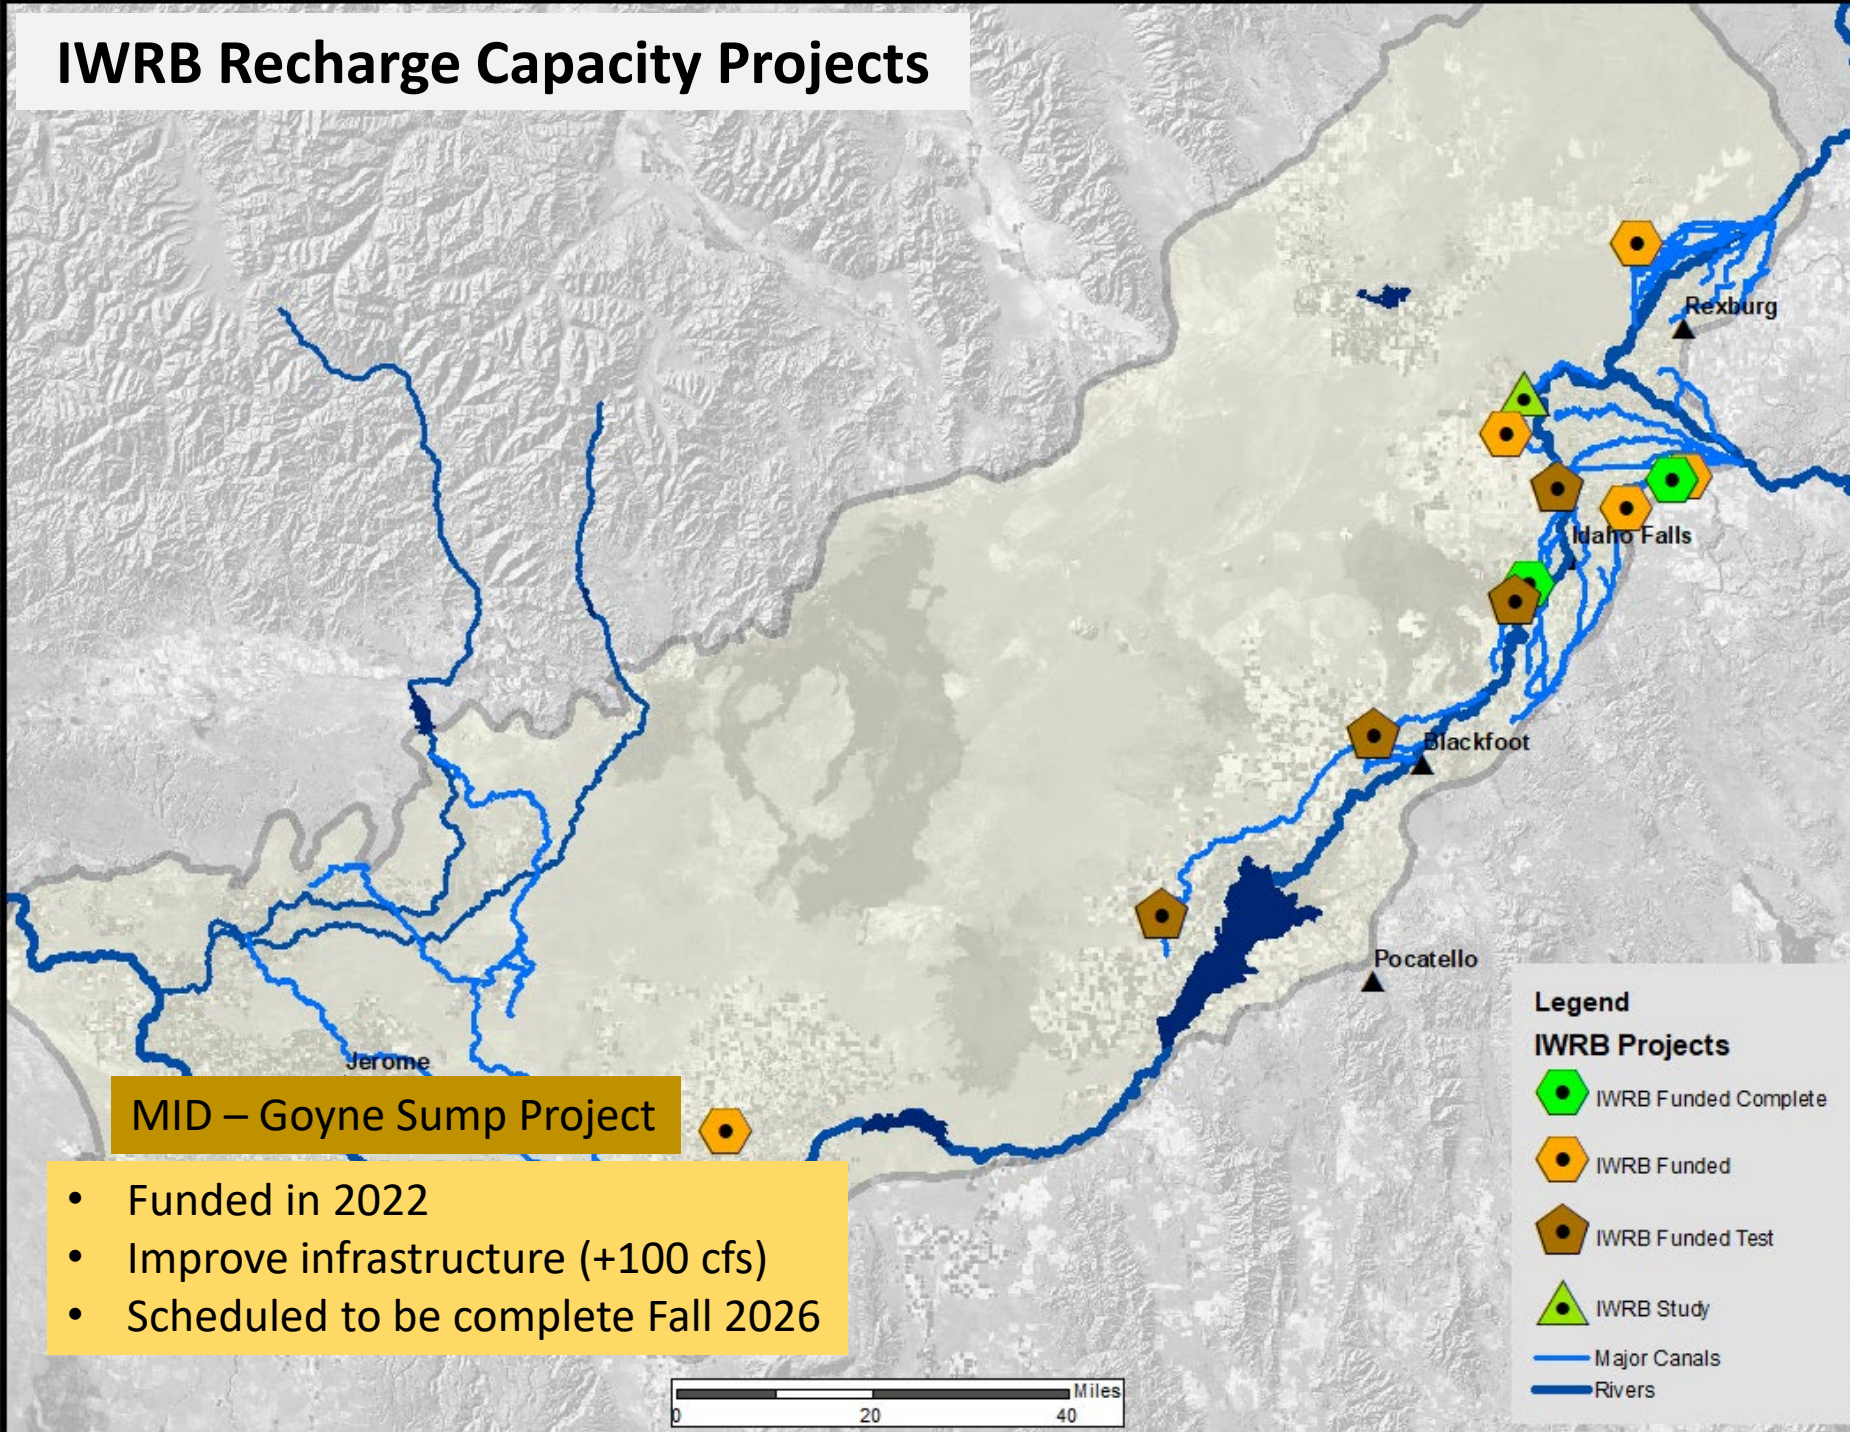 IWRB Recharge Capacity Projects
Rexburg
Idaho Falls
Blackfoot
Pocatello
Jerome
MID – Goyne Sump Project
• Funded in 2022
• Improve infrastructure (+100 cfs)
• Scheduled to be complete Fall 2026
Legend
IWRB Projects
IWRB Funded Complete
IWRB Funded
IWRB Funded Test
IWRB Study
Major Canals
Rivers
Miles
0 20 40